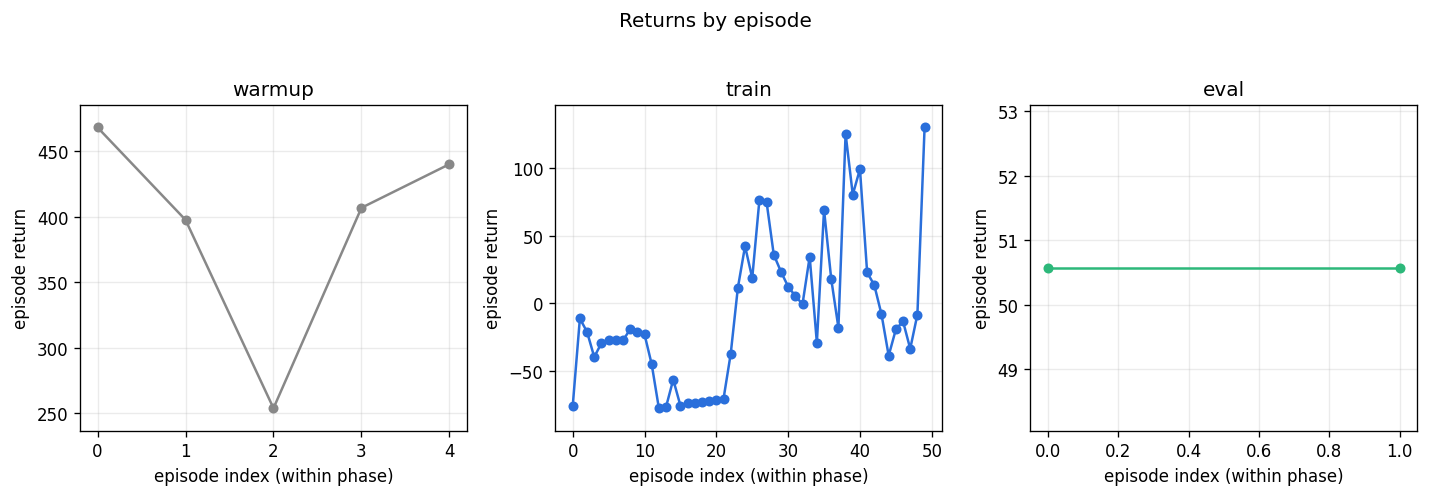 Returns by episode
warmup
450
400
350
300
250
0 1 2 3 4
episode return
episode index (within phase)
train
100
50
0
−50
0 10 20 30 40 50
episode return
episode index (within phase)
eval
53
52
51
50
49
0.0 0.2 0.4 0.6 0.8 1.0
episode return
episode index (within phase)